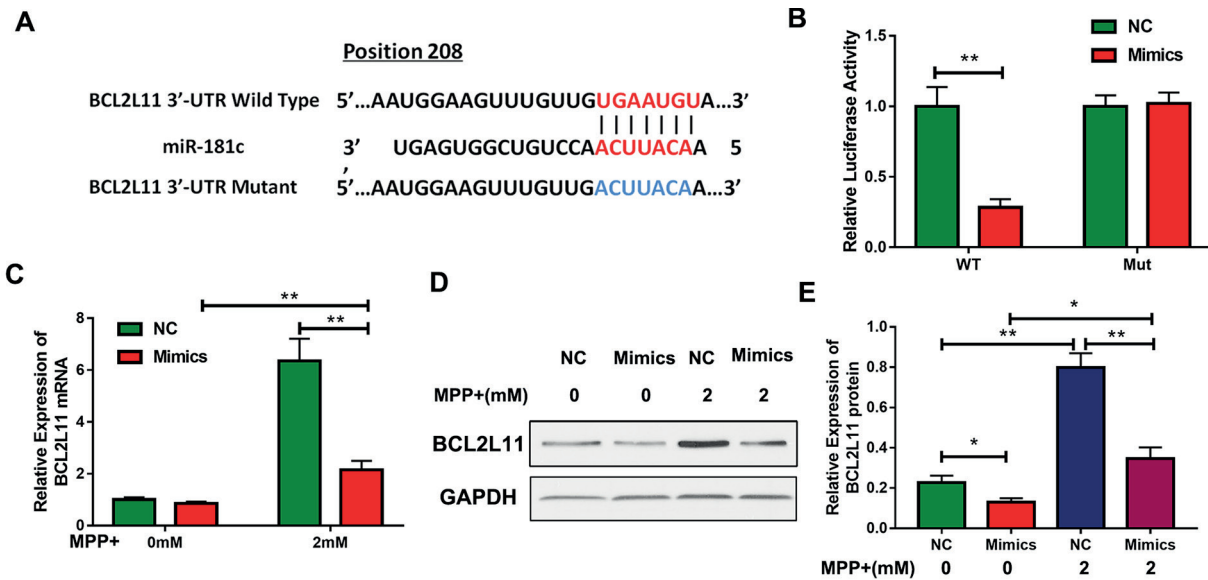 A
Position 208
BCL2L11 3'-UTR Wild Type 5'...AAUGGAAGUUUGUUGUGAAUGUA...3'
miR-181c 3' UGAGUGGCUGUCCAACUUACAA 5
'
BCL2L11 3'-UTR Mutant 5'...AAUGGAAGUUUGUUGACUUACAA...3'
B
Relative Luciferase Activity
1.5
1.0
0.5
0.0
**
NC
Mimics
WT Mut
C
Relative Expression of
BCL2L11 mRNA
8
6
4
2
0
NC
Mimics
**
**
MPP+ 0mM 2mM
D
NC Mimics NC Mimics
MPP+(mM) 0 0 2 2
BCL2L11
GAPDH
E
Relative Expression of
BCL2L11 protein
1.0
0.8
0.6
0.4
0.2
0.0
*
** **
*
NC Mimics NC Mimics
MPP+(mM) 0 0 2 2